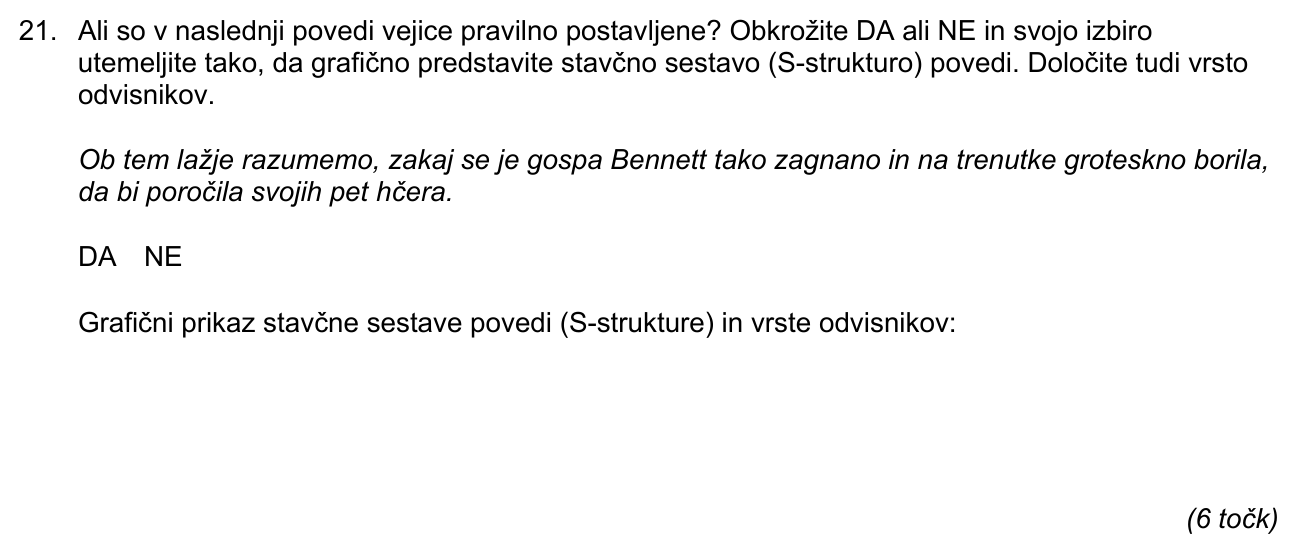 21. Ali so v naslednji povedi vejice pravilno postavljene? Obkrožite DA ali NE in svojo izbiro
utemeljite tako, da grafično predstavite stavčno sestavo (S-strukturo) povedi. Določite tudi vrsto
odvisnikov.
Ob tem lažje razumemo, zakaj se je gospa Bennett tako zagnano in na trenutke groteskno borila,
da bi poročila svojih pet hčera.
DA NE
Grafični prikaz stavčne sestave povedi (S-strukture) in vrste odvisnikov:
(6 točk)